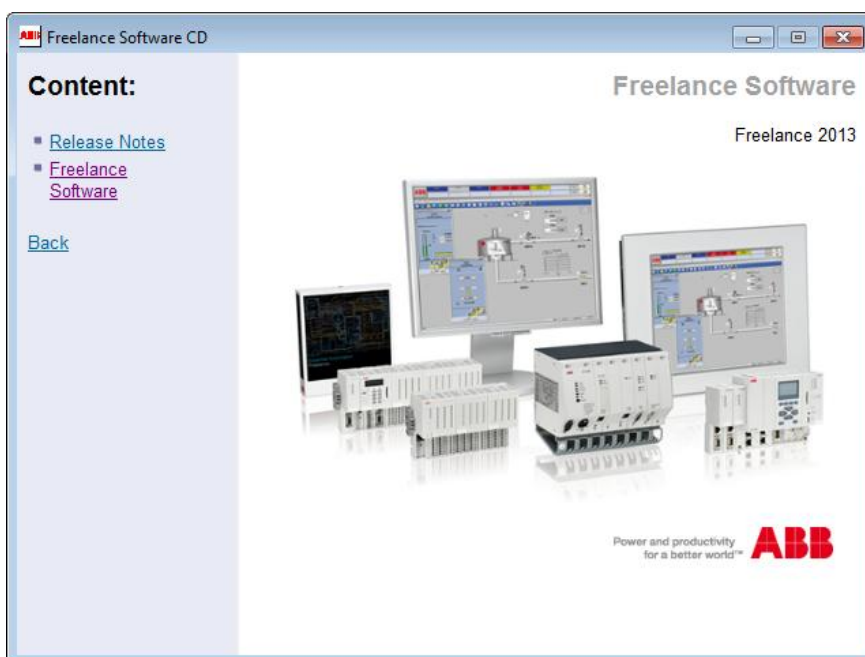 Freelance Software CD
Content:
Release Notes
Freelance
Software
Back
Freelance Software
Freelance 2013
Power and productivity
for a better world™
ABB